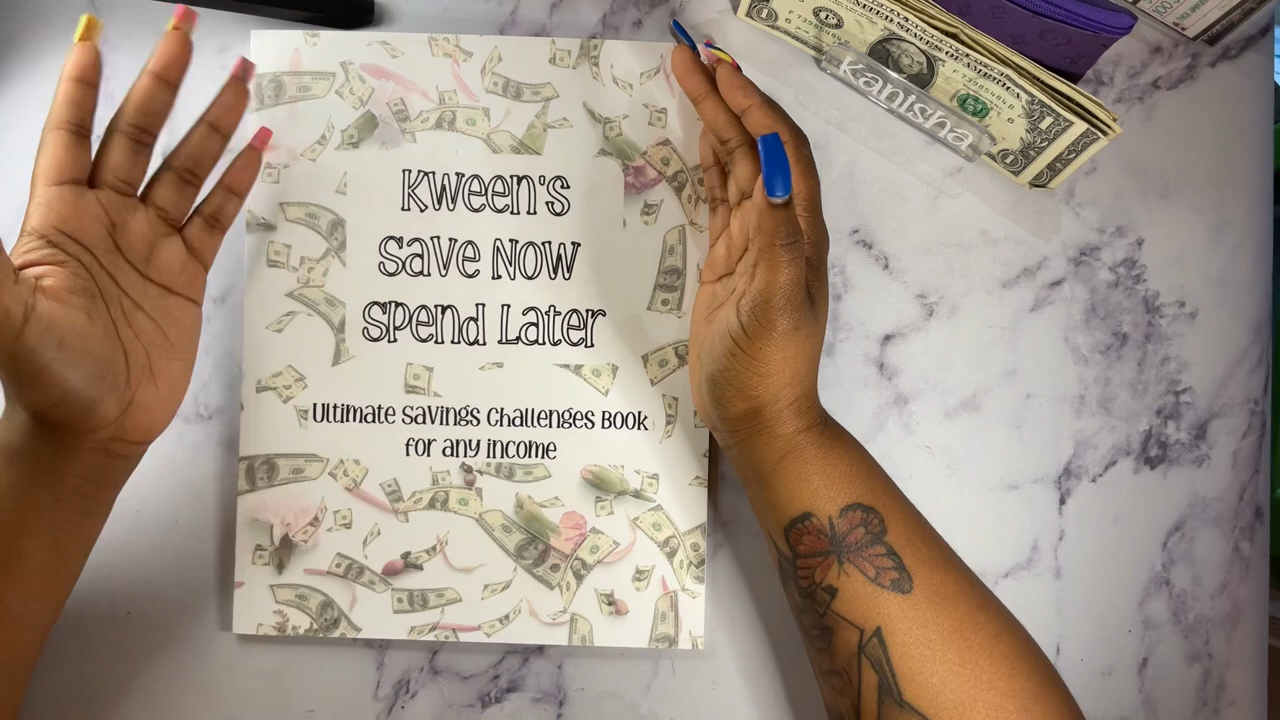 Kween's
Save Now
Spend Later
Ultimate Savings Challenges Book
for any income
Kanisha